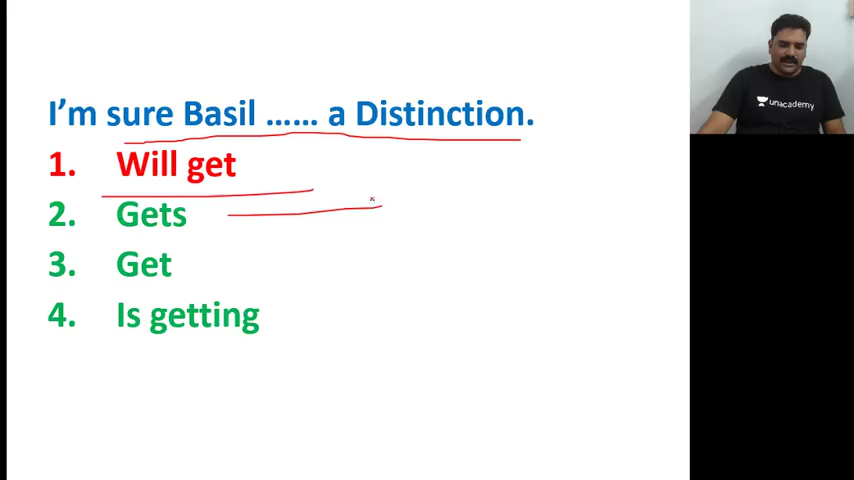 I'm sure Basil …… a Distinction.
1. Will get
2. Gets
3. Get
4. Is getting
unacademy